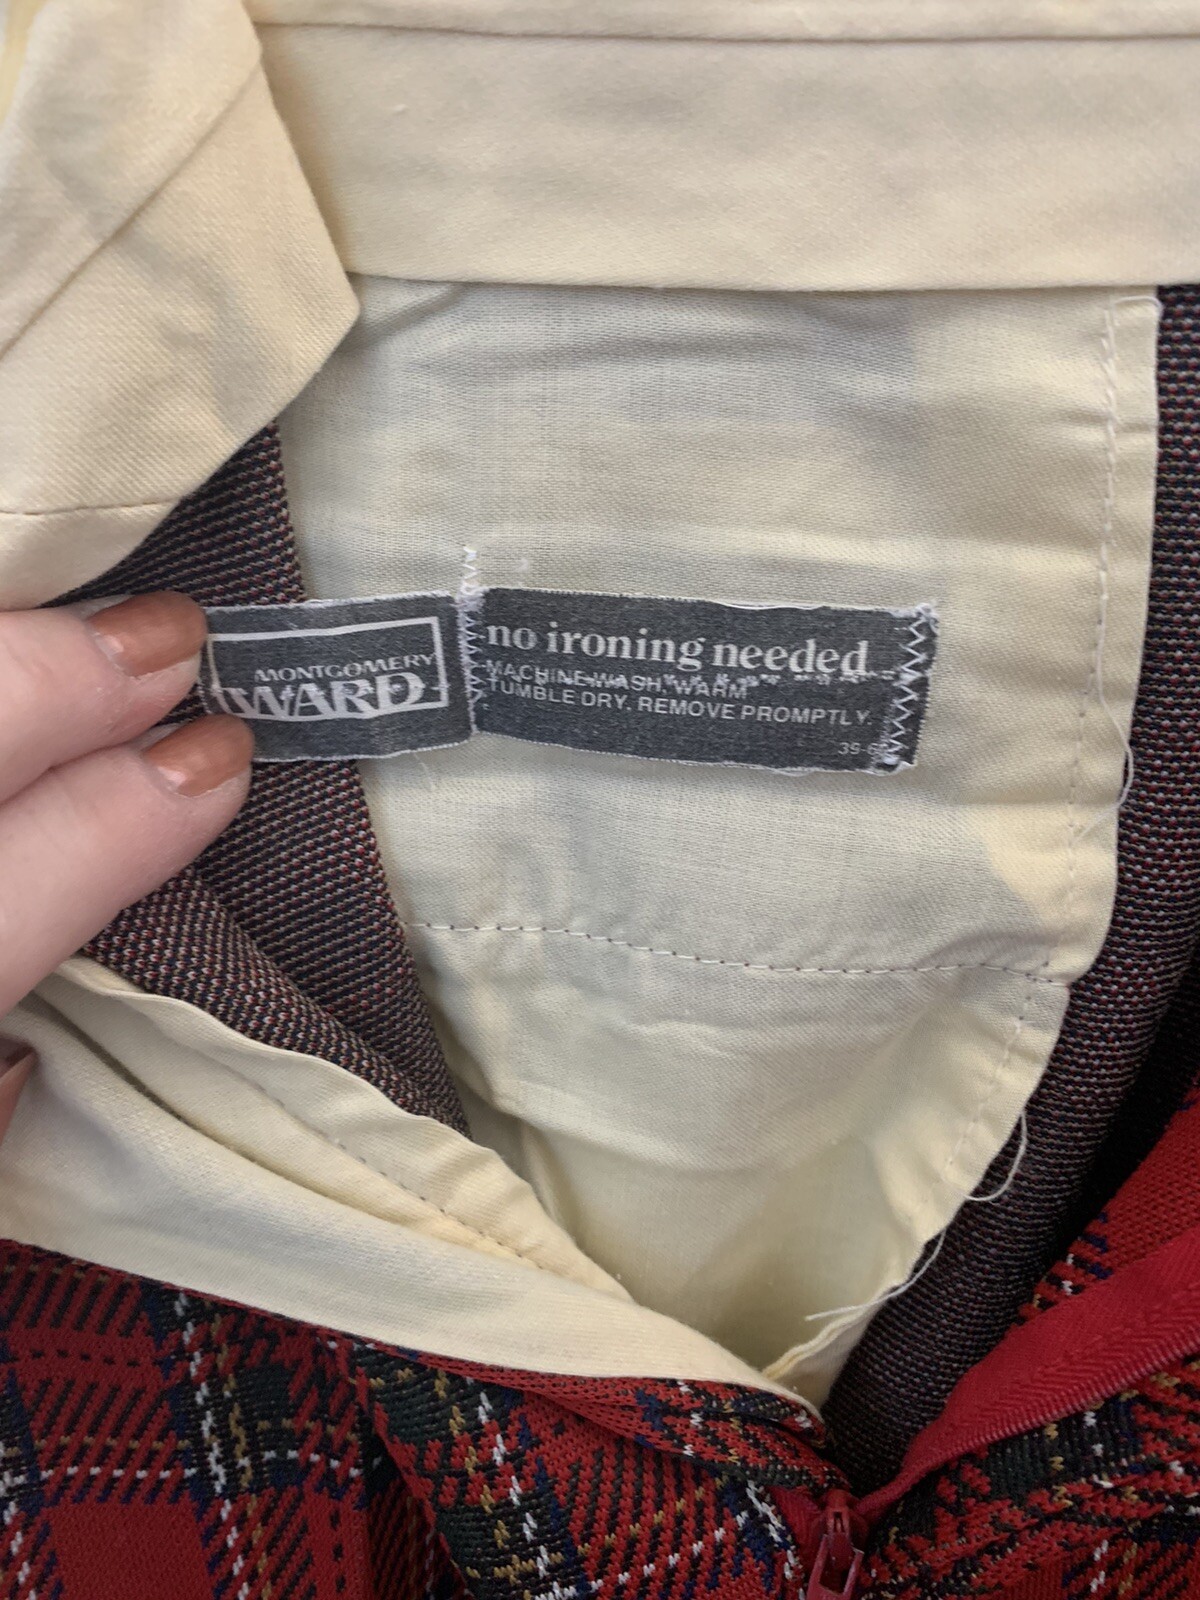 MONTGOMERY
WARD
no ironing needed
MACHINE WASH, WARM
TUMBLE DRY. REMOVE PROMPTLY.